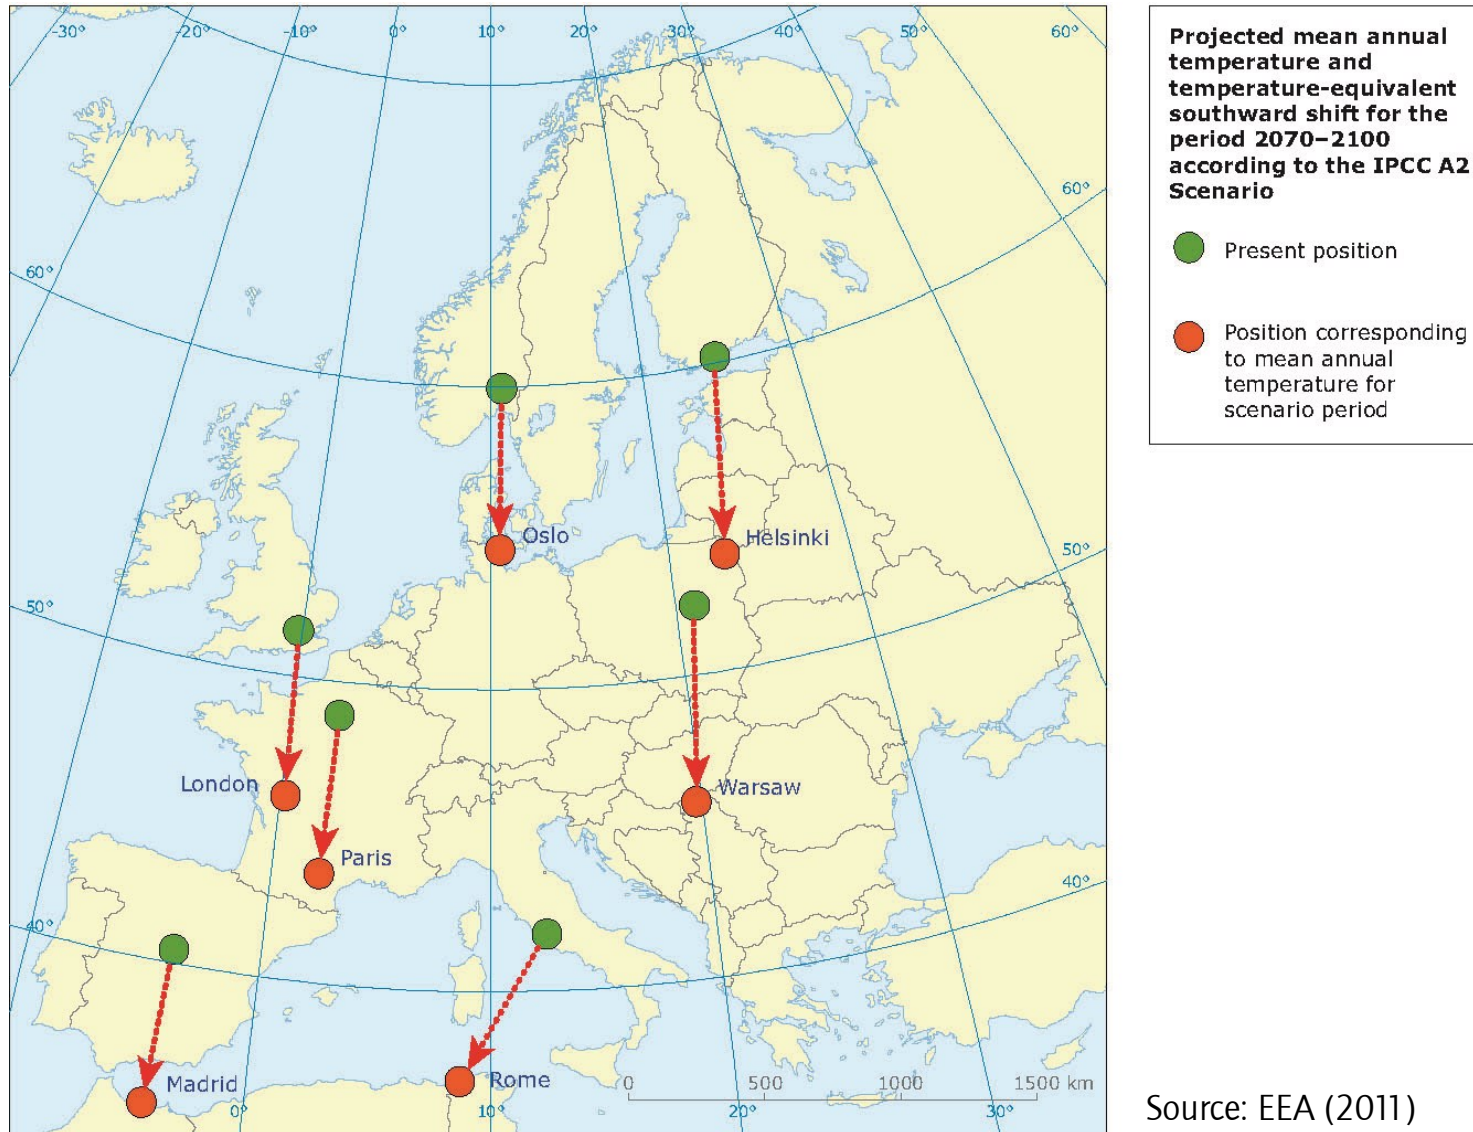 -30° -20° -10° 0° 10° 20° 30° 40° 50° 60°
60°
60°
50°
50°
40°
40°
Oslo
Helsinki
London
Warsaw
Paris
Madrid
Rome
0 500 1000 1500 km
0° 10° 20° 30°
Projected mean annual
temperature and
temperature-equivalent
southward shift for the
period 2070–2100
according to the IPCC A2
Scenario
Present position
Position corresponding
to mean annual
temperature for
scenario period
Source: EEA (2011)